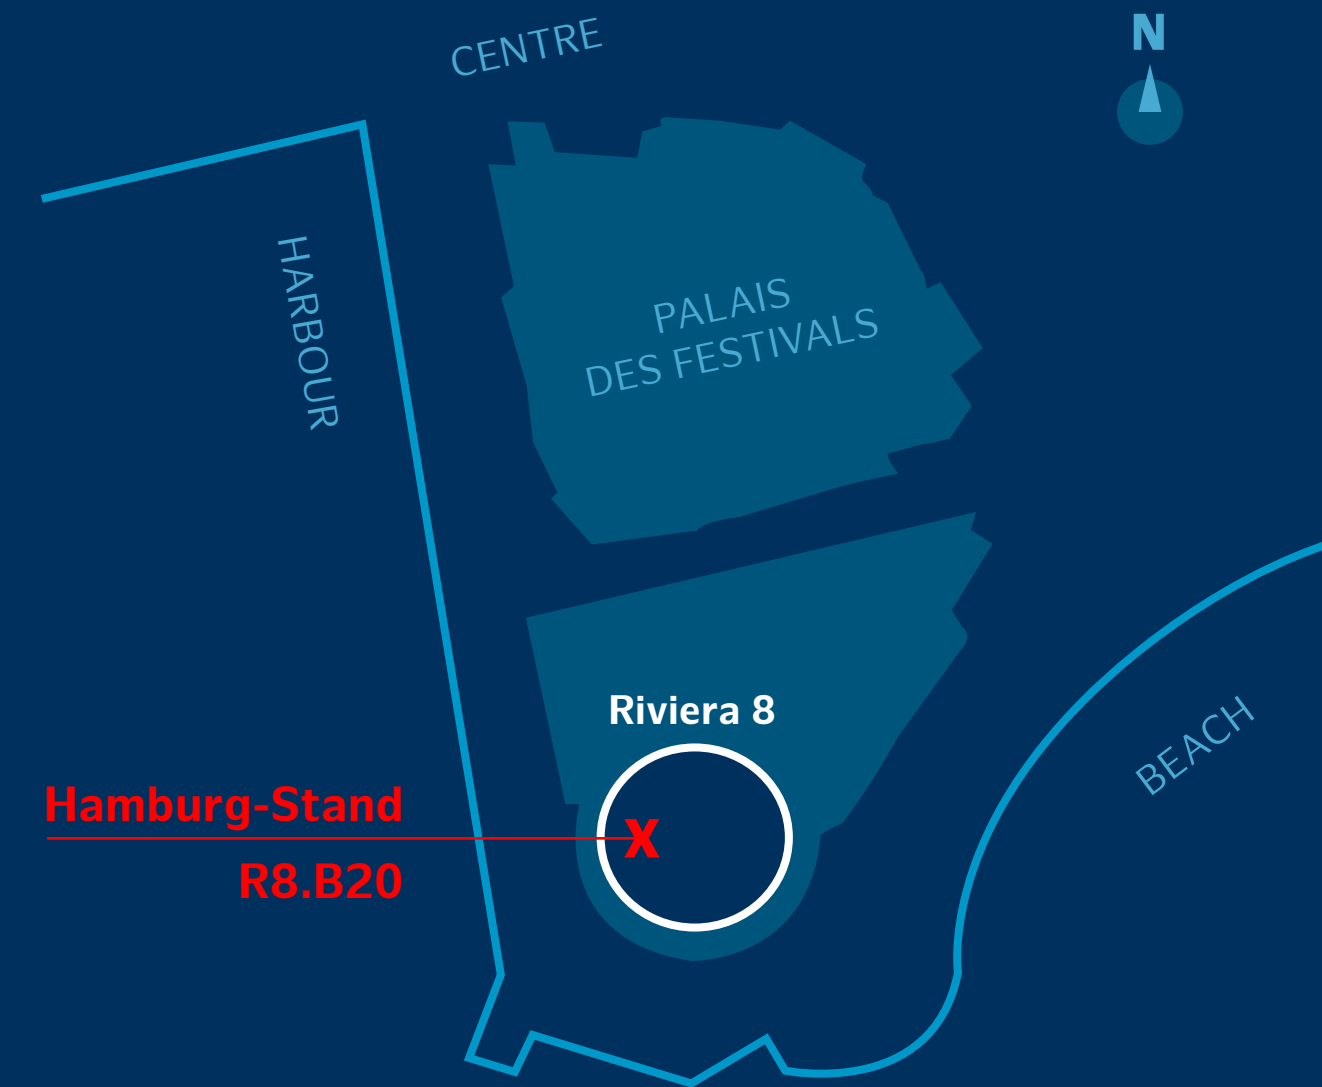 CENTRE
N
HARBOUR
PALAIS
DES FESTIVALS
Riviera 8
BEACH
Hamburg-Stand
X
R8.B20